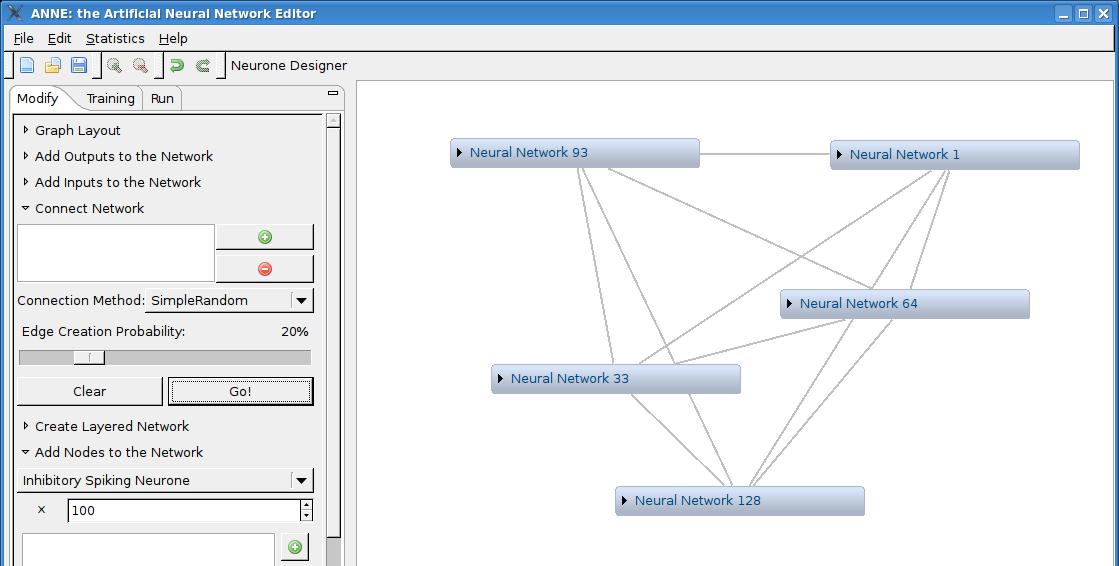 ANNE: the Artificial Neural Network Editor
File Edit Statistics Help
Neurone Designer
Modify Training Run
Graph Layout
Add Outputs to the Network
Add Inputs to the Network
Connect Network
Connection Method: SimpleRandom
Edge Creation Probability: 20%
Clear Go!
Create Layered Network
Add Nodes to the Network
Inhibitory Spiking Neurone
x 100
Neural Network 93
Neural Network 1
Neural Network 64
Neural Network 33
Neural Network 128